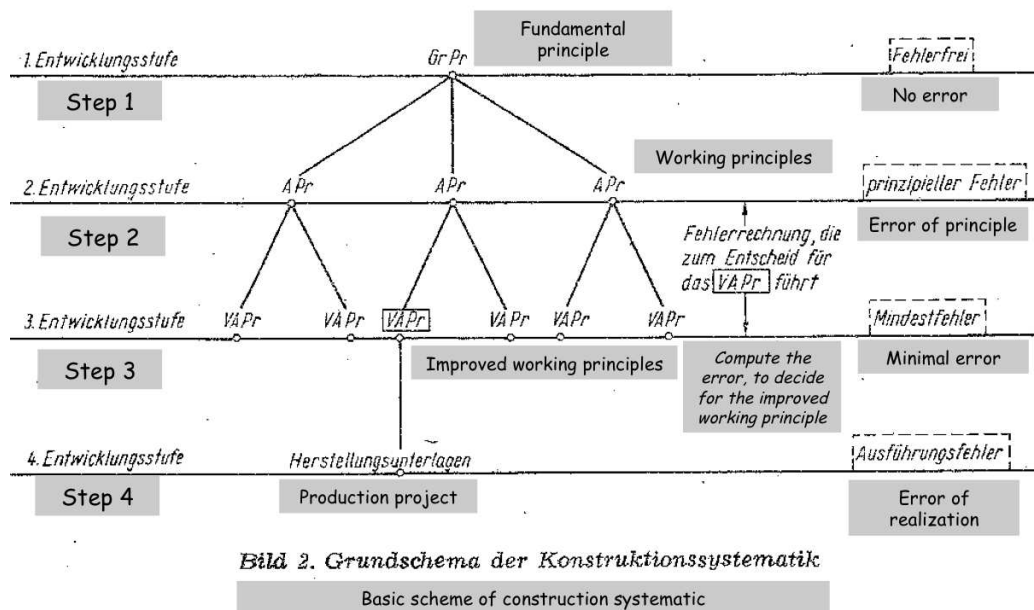 Fundamental
principle
1. Entwicklungsstufe
GrPr
Fehlerfrei
Step 1
No error
Working principles
2. Entwicklungsstufe
APr
APr
APr
prinzipieller Fehler
Step 2
Error of principle
Fehlerrechnung, die
zum Entscheid für
das VAPr führt
3. Entwicklungsstufe
VAPr
VAPr
VAPr
VAPr
VAPr
VAPr
Mindestfehler
Step 3
Improved working principles
Compute the
error, to decide
for the improved
working principle
Minimal error
4. Entwicklungsstufe
Herstellungsunterlagen
Ausführungsfehler
Step 4
Production project
Error of
realization
Bild 2. Grundschema der Konstruktionssystematik
Basic scheme of construction systematic